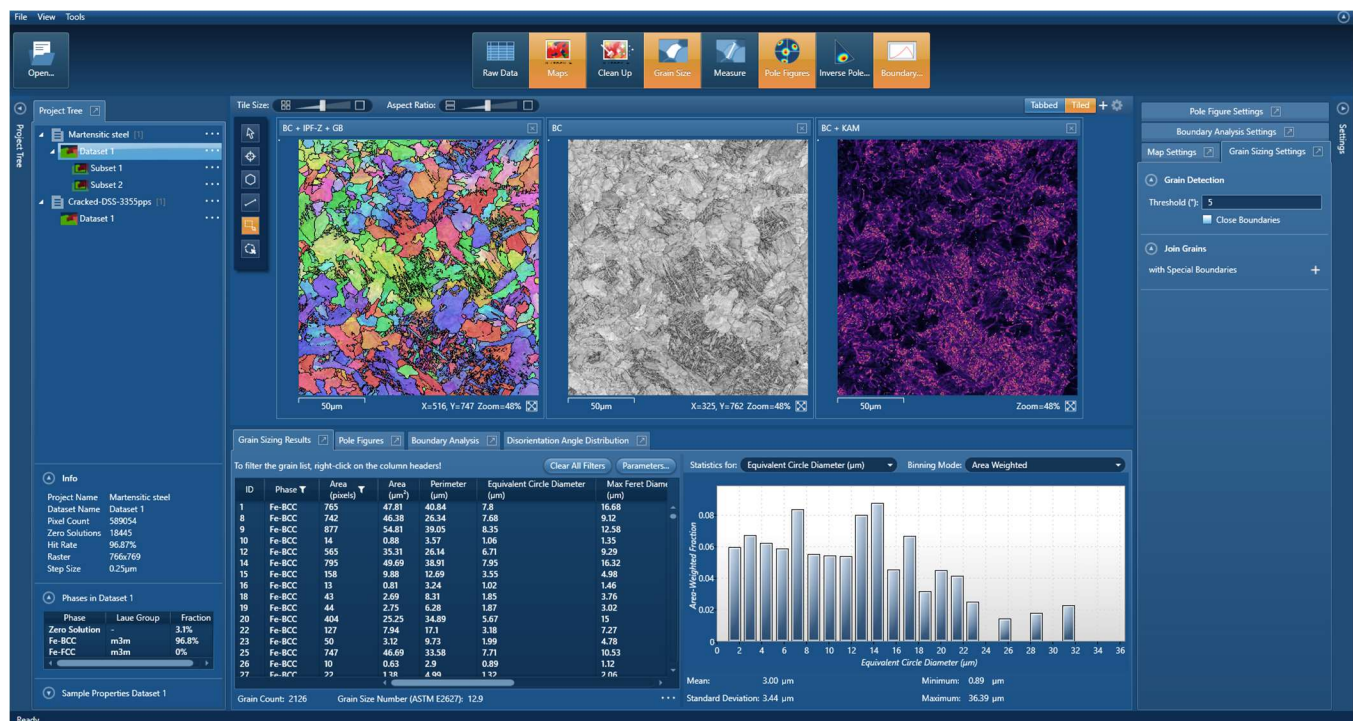 File View Tools
Open...
Raw Data Maps Clean Up Grain Size Measure Pole Figures Inverse Pole... Boundary...
Project Tree
Project Tree
Martensitic steel [1] ...
Dataset 1 ...
Subset 1 ...
Subset 2 ...
Cracked-DSS-3355pps [1] ...
Dataset 1 ...
Info
Project Name Martensitic steel
Dataset Name Dataset 1
Pixel Count 589054
Zero Solutions 18445
Hit Rate 96.87%
Raster 766x769
Step Size 0.25µm
Phases in Dataset 1
Phase Laue Group Fraction
Zero Solution - 3.1%
Fe-BCC m3m 96.8%
Fe-FCC m3m 0%
Sample Properties Dataset 1
Ready
Tile Size: Aspect Ratio: Tabbed Tiled +
BC + IPF-Z + GB
50µm X=516, Y=747 Zoom=48%
BC
50µm X=325, Y=762 Zoom=48%
BC + KAM
50µm Zoom=48%
Grain Sizing Results Pole Figures Boundary Analysis Disorientation Angle Distribution
To filter the grain list, right-click on the column headers! Clear All Filters Parameters...
ID Phase Area (pixels) Area (µm²) Perimeter (µm) Equivalent Circle Diameter (µm) Max Feret Diame (µm)
1 Fe-BCC 765 47.81 40.84 7.8 16.68
8 Fe-BCC 742 46.38 26.34 7.68 9.12
9 Fe-BCC 877 54.81 39.05 8.35 12.58
10 Fe-BCC 14 0.88 3.57 1.06 1.35
12 Fe-BCC 565 35.31 26.14 6.71 9.29
14 Fe-BCC 795 49.69 38.91 7.95 16.32
15 Fe-BCC 158 9.88 12.69 3.55 4.98
16 Fe-BCC 13 0.81 3.24 1.02 1.46
18 Fe-BCC 43 2.69 8.31 1.85 3.76
19 Fe-BCC 44 2.75 6.28 1.87 3.02
20 Fe-BCC 404 25.25 34.89 5.67 15
22 Fe-BCC 127 7.94 17.1 3.18 7.27
23 Fe-BCC 50 3.12 9.73 1.99 4.78
25 Fe-BCC 747 46.69 33.58 7.71 10.53
26 Fe-BCC 10 0.63 2.9 0.89 1.12
27 Fe-BCC 22 1.38 4.99 1.32 2.06
Grain Count: 2126 Grain Size Number (ASTM E2627): 12.9 ...
Statistics for: Equivalent Circle Diameter (µm) Binning Mode: Area Weighted
Area-Weighted Fraction
0.08
0.06
0.04
0.02
0
0 2 4 6 8 10 12 14 16 18 20 22 24 26 28 30 32 34 36
Equivalent Circle Diameter (µm)
Mean: 3.00 µm Minimum: 0.89 µm
Standard Deviation: 3.44 µm Maximum: 36.39 µm
Pole Figure Settings
Boundary Analysis Settings
Map Settings Grain Sizing Settings
Grain Detection
Threshold (°): 5
Close Boundaries
Join Grains
with Special Boundaries +
Settings